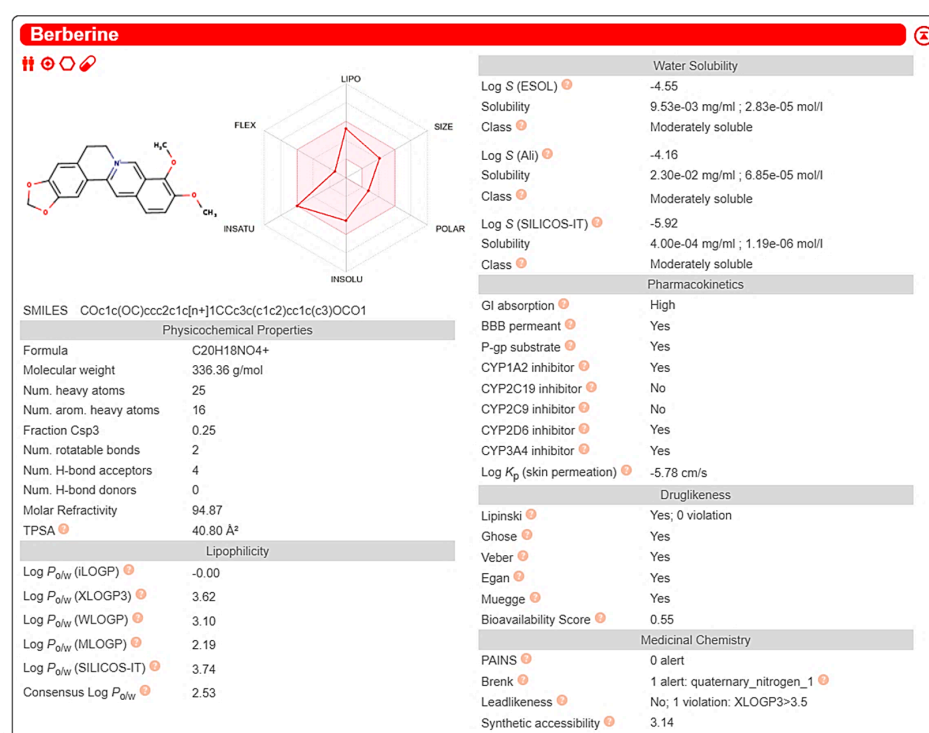 Berberine
LIPO
FLEX
SIZE
INSATU
POLAR
INSOLU
H₃C
O
N⁺
O
O
O
CH₃
SMILES COc1c(OC)ccc2c1c[n+]1CCc3c(c1c2)cc1c(c3)OCO1
Physicochemical Properties
Formula C20H18NO4+
Molecular weight 336.36 g/mol
Num. heavy atoms 25
Num. arom. heavy atoms 16
Fraction Csp3 0.25
Num. rotatable bonds 2
Num. H-bond acceptors 4
Num. H-bond donors 0
Molar Refractivity 94.87
TPSA ? 40.80 Å²
Lipophilicity
Log Po/w (iLOGP) ? -0.00
Log Po/w (XLOGP3) ? 3.62
Log Po/w (WLOGP) ? 3.10
Log Po/w (MLOGP) ? 2.19
Log Po/w (SILICOS-IT) ? 3.74
Consensus Log Po/w ? 2.53
Water Solubility
Log S (ESOL) ? -4.55
Solubility 9.53e-03 mg/ml ; 2.83e-05 mol/l
Class ? Moderately soluble
Log S (Ali) ? -4.16
Solubility 2.30e-02 mg/ml ; 6.85e-05 mol/l
Class ? Moderately soluble
Log S (SILICOS-IT) ? -5.92
Solubility 4.00e-04 mg/ml ; 1.19e-06 mol/l
Class ? Moderately soluble
Pharmacokinetics
GI absorption ? High
BBB permeant ? Yes
P-gp substrate ? Yes
CYP1A2 inhibitor ? Yes
CYP2C19 inhibitor ? No
CYP2C9 inhibitor ? No
CYP2D6 inhibitor ? Yes
CYP3A4 inhibitor ? Yes
Log Kp (skin permeation) ? -5.78 cm/s
Druglikeness
Lipinski ? Yes; 0 violation
Ghose ? Yes
Veber ? Yes
Egan ? Yes
Muegge ? Yes
Bioavailability Score ? 0.55
Medicinal Chemistry
PAINS ? 0 alert
Brenk ? 1 alert: quaternary_nitrogen_1 ?
Leadlikeness ? No; 1 violation: XLOGP3>3.5
Synthetic accessibility ? 3.14